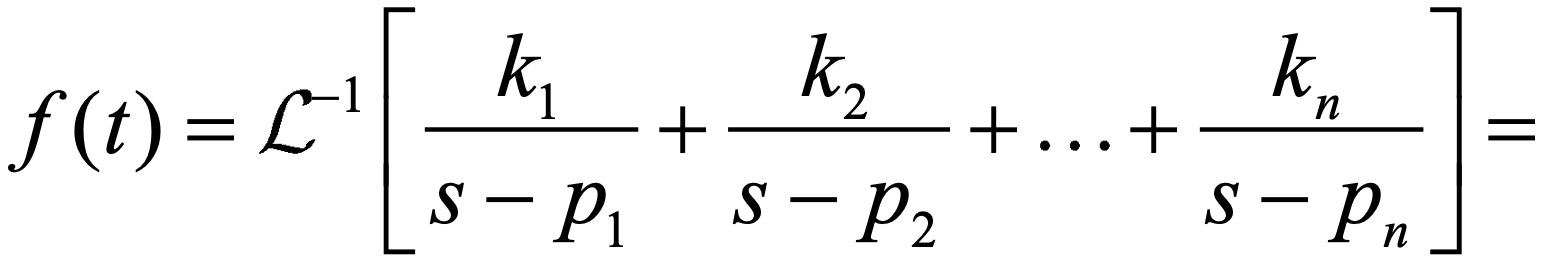 f(t) = ℒ⁻¹ [ k₁/(s − p₁) + k₂/(s − p₂) + … + kₙ/(s − pₙ) ] =